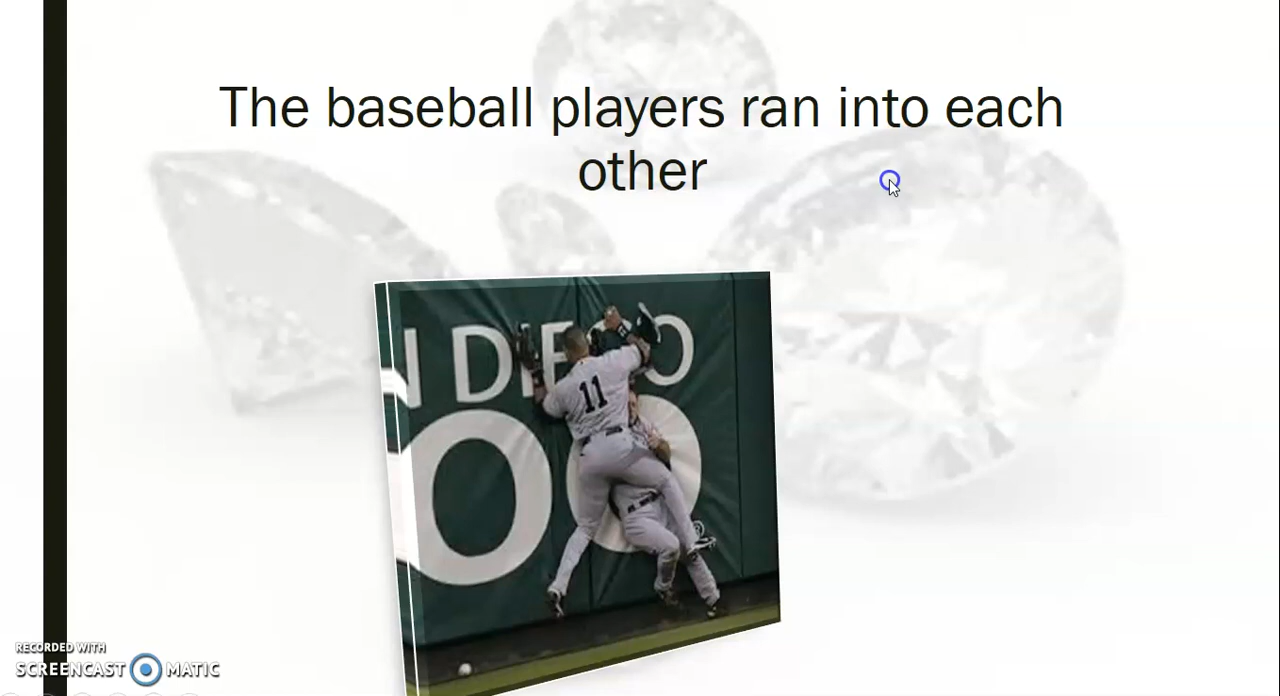 The baseball players ran into each
other
N DIEGO
11
RECORDED WITH
SCREENCAST MATIC